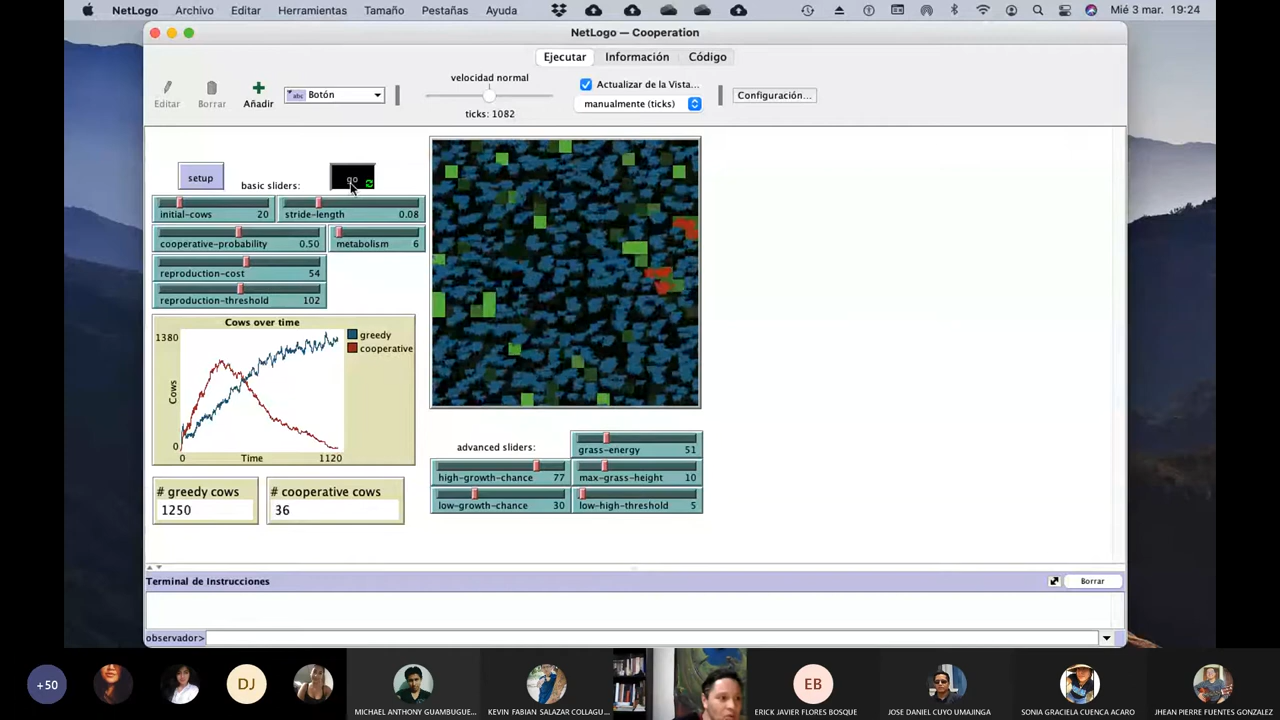 NetLogo Archivo Editar Herramientas Tamaño Pestañas Ayuda Mié 3 mar. 19:24
NetLogo — Cooperation
Ejecutar Información Código
Editar Borrar Añadir abc Botón
velocidad normal
ticks: 1082
Actualizar de la Vista...
manualmente (ticks)
Configuración...
setup
basic sliders:
go
initial-cows 20
stride-length 0.08
cooperative-probability 0.50
metabolism 6
reproduction-cost 54
reproduction-threshold 102
Cows over time
1380
Cows
0
0 Time 1120
greedy
cooperative
# greedy cows
1250
# cooperative cows
36
advanced sliders:
grass-energy 51
high-growth-chance 77
max-grass-height 10
low-growth-chance 30
low-high-threshold 5
Terminal de Instrucciones
Borrar
observador>
+50
DJ
MICHAEL ANTHONY GUAMBUGUE...
KEVIN FABIAN SALAZAR COLLAGU...
EB
ERICK JAVIER FLORES BOSQUE
JOSE DANIEL CUYO UMAJINGA
SONIA GRACIELA CUENCA ACARO
JHEAN PIERRE FUENTES GONZALEZ